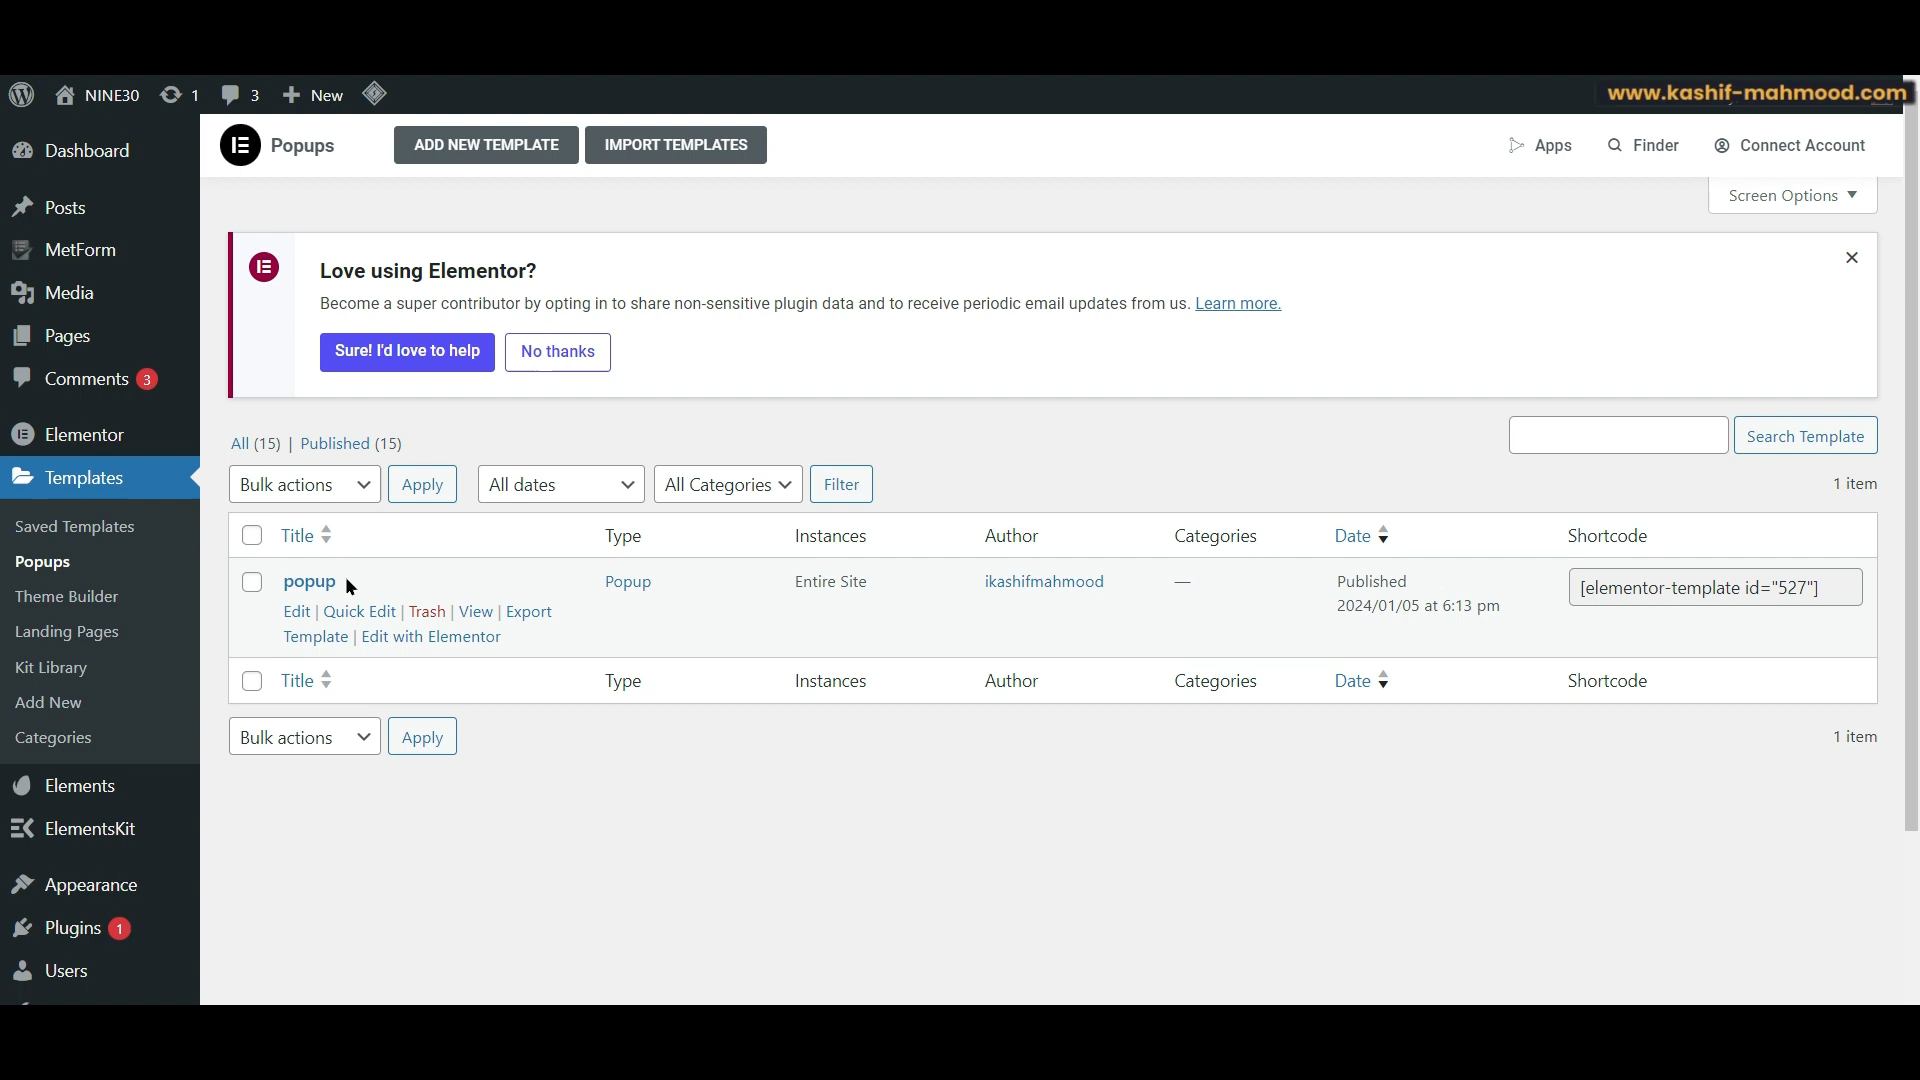 NINE30 1 3 New
www.kashif-mahmood.com
Popups ADD NEW TEMPLATE IMPORT TEMPLATES Apps Finder Connect Account
Screen Options
Dashboard
Posts
MetForm
Media
Pages
Comments 3
Elementor
Templates
Saved Templates
Popups
Theme Builder
Landing Pages
Kit Library
Add New
Categories
Elements
ElementsKit
Appearance
Plugins 1
Users
Love using Elementor?
Become a super contributor by opting in to share non-sensitive plugin data and to receive periodic email updates from us. Learn more.
Sure! I'd love to help No thanks
All (15) | Published (15)
Search Template
Bulk actions Apply All dates All Categories Filter 1 item
Title Type Instances Author Categories Date Shortcode
popup Popup Entire Site ikashifmahmood — Published [elementor-template id="527"]
2024/01/05 at 6:13 pm
Edit | Quick Edit | Trash | View | Export
Template | Edit with Elementor
Title Type Instances Author Categories Date Shortcode
Bulk actions Apply 1 item